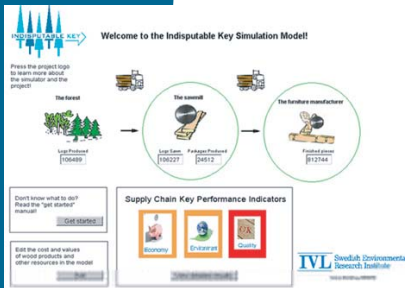 INDISPUTABLE KEY
Welcome to the Indisputable Key Simulation Model!
Press the project logo
to learn more about
the simulator and the
project!
The forest
The sawmill
The furniture manufacturer
Logs Produced
106489
Logs Sawn
106227
Packages Produced
24512
Finished pieces
612744
Don't know what to do?
Read the "get started"
manual!
Get started
Edit the cost and values
of wood products and
other resources in the model
Supply Chain Key Performance Indicators
Economy
Environment
Quality
IVL Swedish Environmental
Research Institute